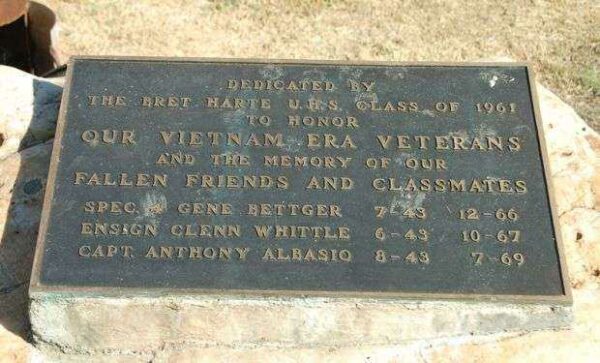 DEDICATED BY
THE BRET HARTE U.H.S. CLASS OF 1961
TO HONOR
OUR VIETNAM ERA VETERANS
AND THE MEMORY OF OUR
FALLEN FRIENDS AND CLASSMATES
SPEC. 4 GENE BETTGER 7-43 12-66
ENSIGN GLENN WHITTLE 6-43 10-67
CAPT. ANTHONY ALBASIO 8-43 7-69